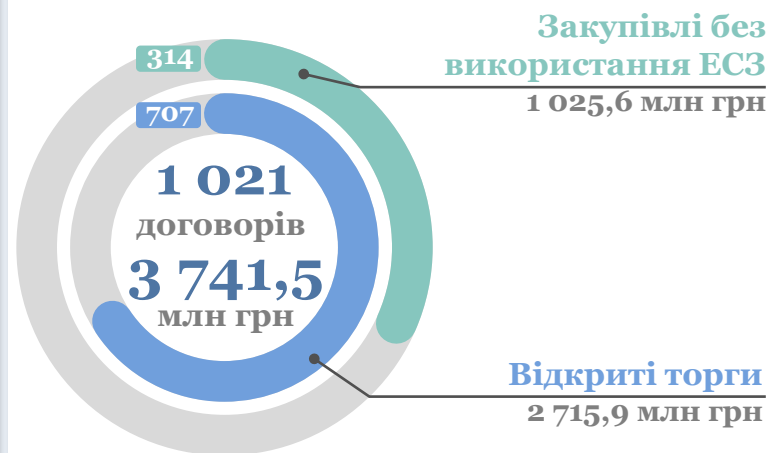 Закупівлі без
використання ЕСЗ
1 025,6 млн грн
314
707
1 021
договорів
3 741,5
млн грн
Відкриті торги
2 715,9 млн грн